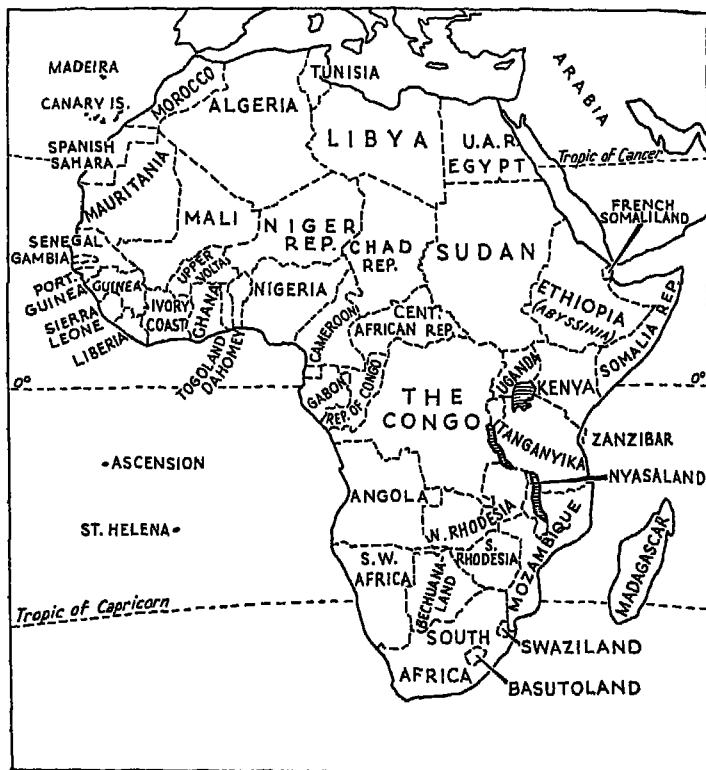 MADEIRA
CANARY IS.
MOROCCO
TUNISIA
ALGERIA
LIBYA
U.A.R.
EGYPT
ARABIA
Tropic of Cancer
SPANISH
SAHARA
MAURITANIA
MALI
NIGER
REP.
CHAD
REP.
SUDAN
FRENCH
SOMALILAND
SENEGAL
GAMBIA
PORT.
GUINEA
GUINEA
SIERRA
LEONE
LIBERIA
IVORY
COAST
UPPER
VOLTA
GHANA
TOGOLAND
DAHOMEY
NIGERIA
CAMEROON
CENT.
AFRICAN REP.
ETHIOPIA
(ABYSSINIA)
SOMALIA REP.
0°
0°
GABON
REP. OF CONGO
THE
CONGO
UGANDA
KENYA
TANGANYIKA
ZANZIBAR
NYASALAND
ASCENSION
ST. HELENA
ANGOLA
N. RHODESIA
S.
RHODESIA
MOZAMBIQUE
MADAGASCAR
S.W.
AFRICA
BECHUANA-
LAND
Tropic of Capricorn
SOUTH
AFRICA
SWAZILAND
BASUTOLAND